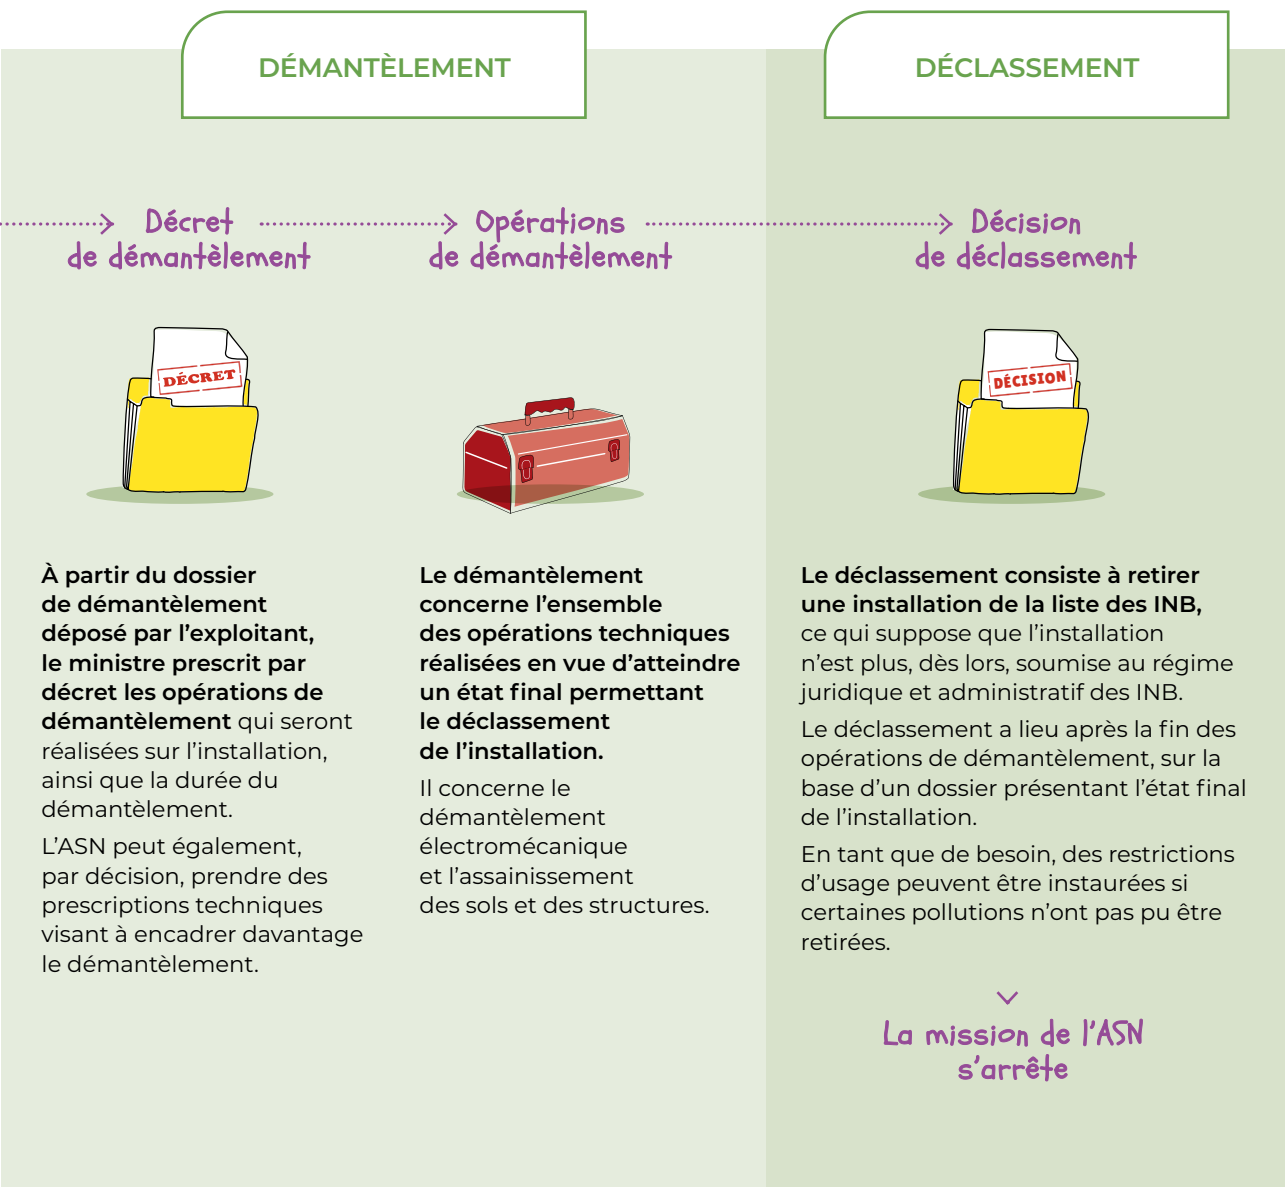 DÉMANTÈLEMENT
DÉCLASSEMENT
Décret
de démantèlement
Opérations
de démantèlement
Décision
de déclassement
DÉCRET
DÉCISION
À partir du dossier
de démantèlement
déposé par l’exploitant,
le ministre prescrit par
décret les opérations de
démantèlement qui seront
réalisées sur l’installation,
ainsi que la durée du
démantèlement.
L’ASN peut également,
par décision, prendre des
prescriptions techniques
visant à encadrer davantage
le démantèlement.
Le démantèlement
concerne l’ensemble
des opérations techniques
réalisées en vue d’atteindre
un état final permettant
le déclassement
de l’installation.
Il concerne le
démantèlement
électromécanique
et l’assainissement
des sols et des structures.
Le déclassement consiste à retirer
une installation de la liste des INB,
ce qui suppose que l’installation
n’est plus, dès lors, soumise au régime
juridique et administratif des INB.
Le déclassement a lieu après la fin des
opérations de démantèlement, sur la
base d’un dossier présentant l’état final
de l’installation.
En tant que de besoin, des restrictions
d’usage peuvent être instaurées si
certaines pollutions n’ont pas pu être
retirées.
La mission de l’ASN
s’arrête